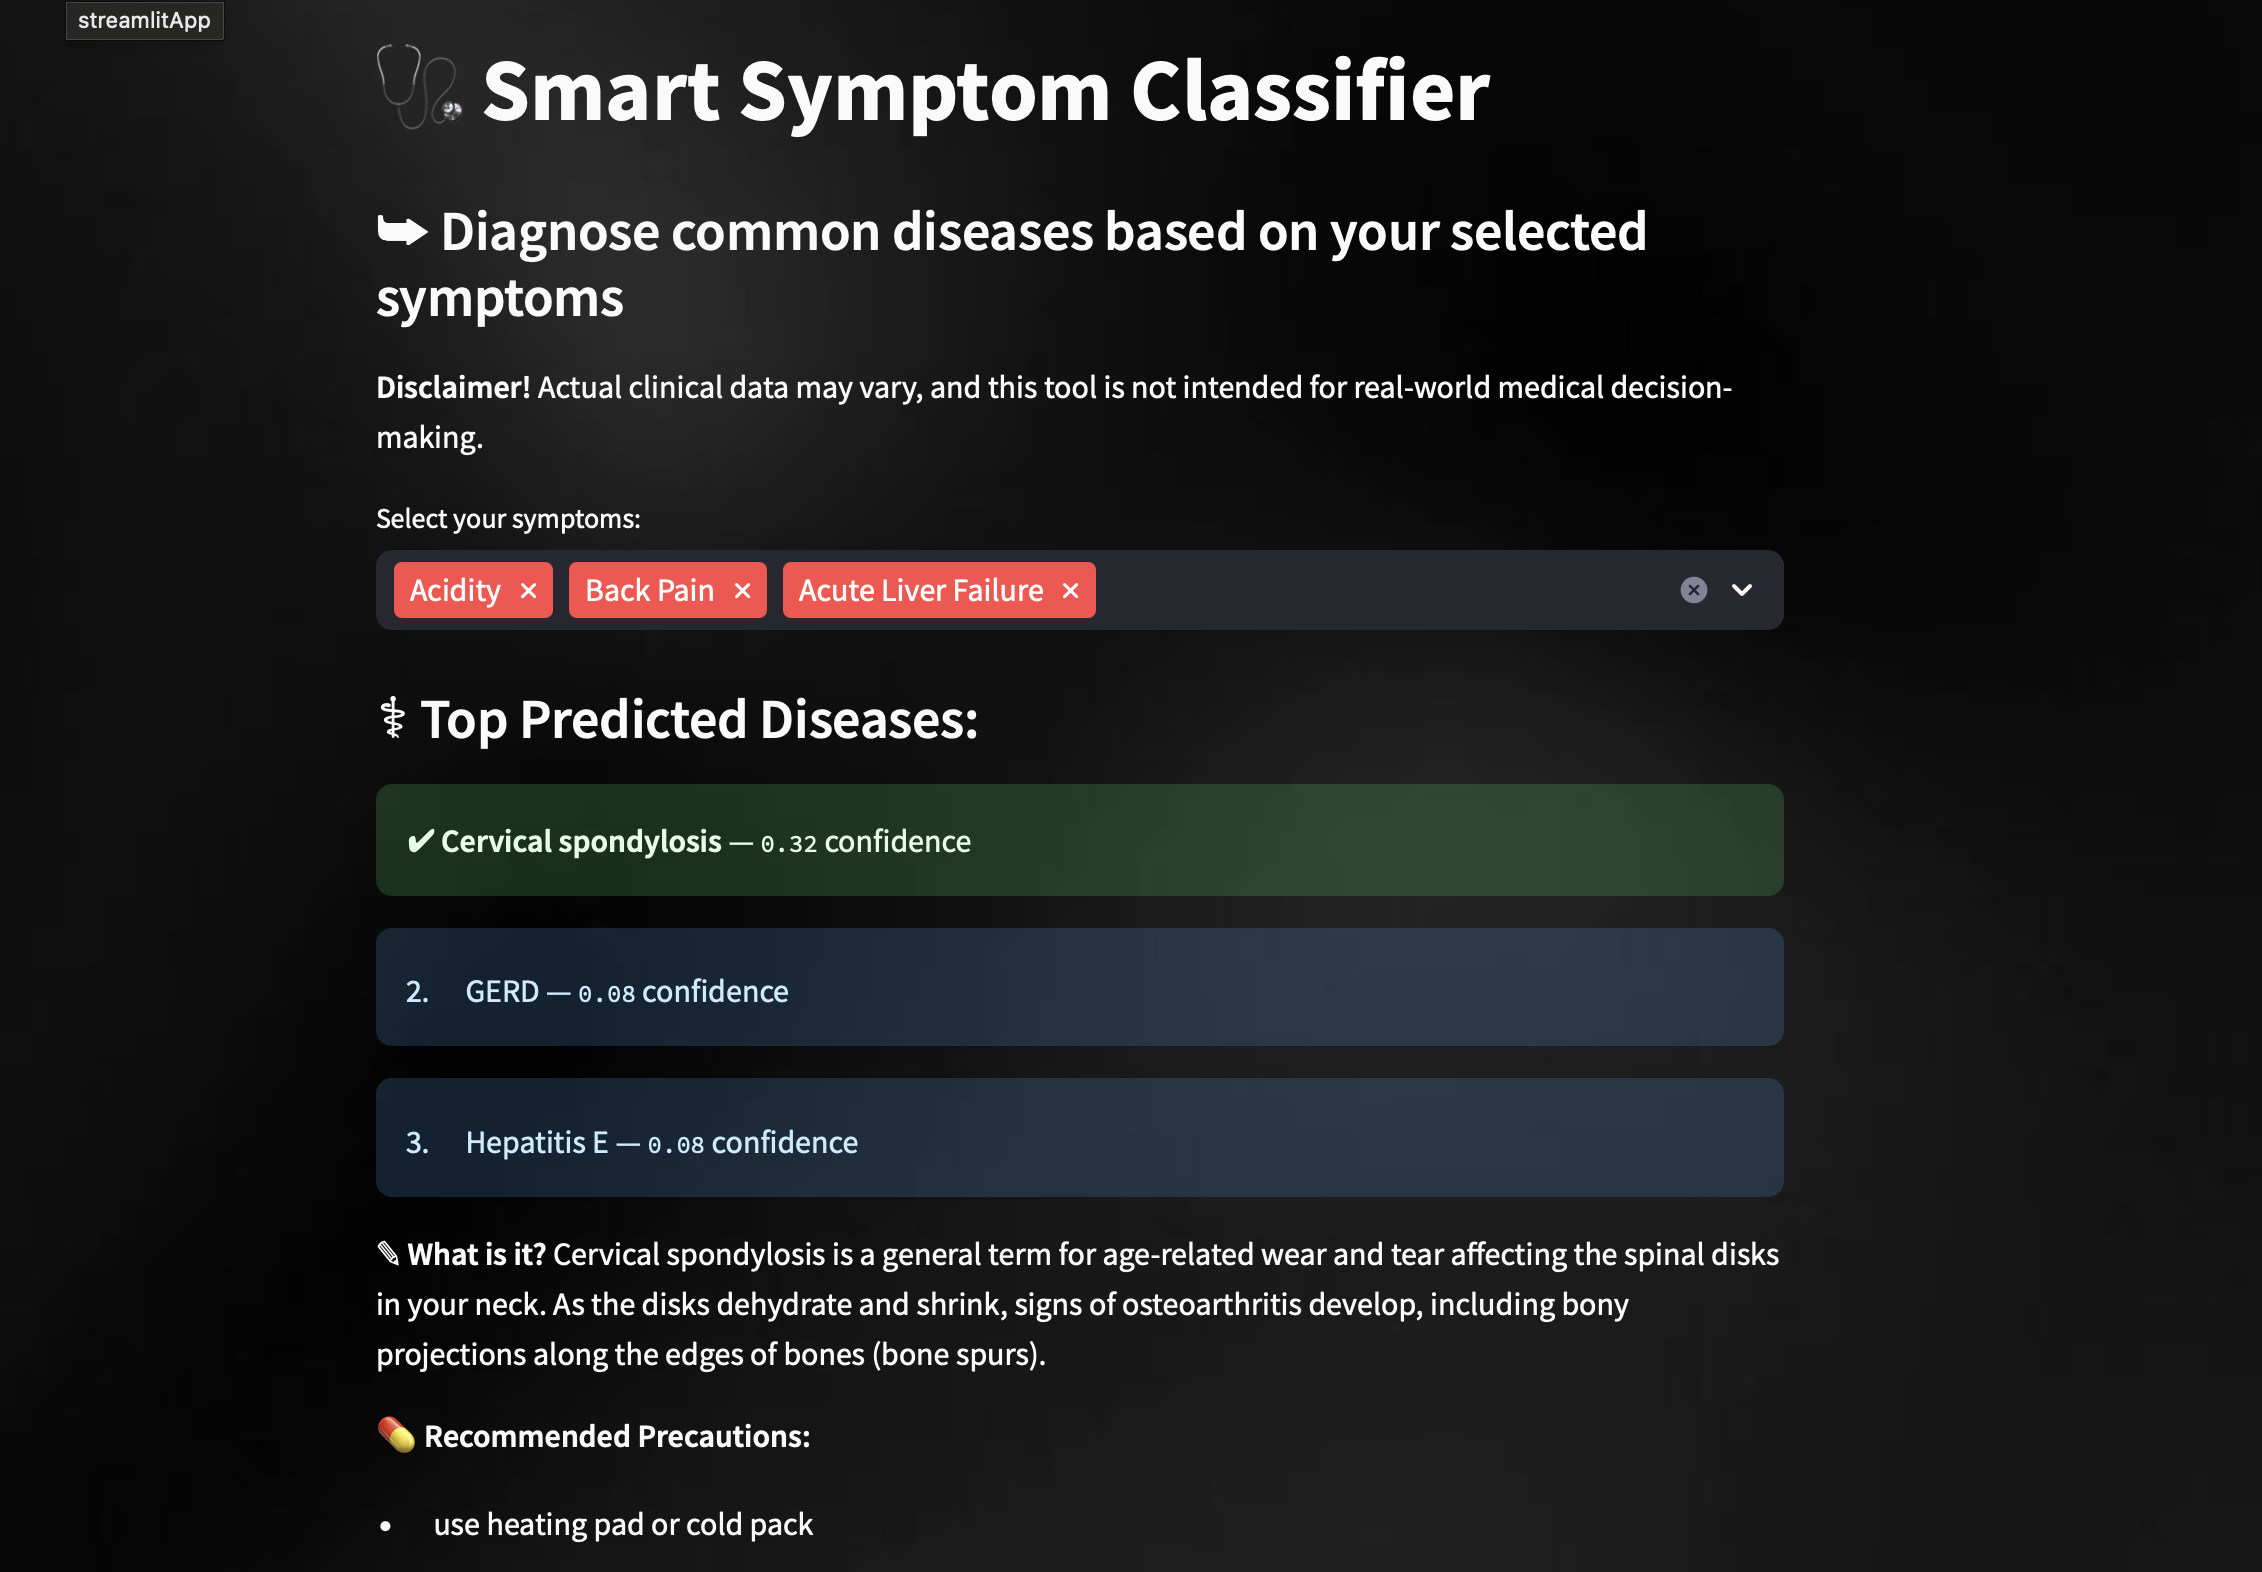 streamlitApp
🩺 Smart Symptom Classifier
➥ Diagnose common diseases based on your selected
symptoms
Disclaimer! Actual clinical data may vary, and this tool is not intended for real-world medical decision-
making.
Select your symptoms:
Acidity × Back Pain × Acute Liver Failure ×
⚕ Top Predicted Diseases:
✔ Cervical spondylosis — 0.32 confidence
2. GERD — 0.08 confidence
3. Hepatitis E — 0.08 confidence
✎ What is it? Cervical spondylosis is a general term for age-related wear and tear affecting the spinal disks
in your neck. As the disks dehydrate and shrink, signs of osteoarthritis develop, including bony
projections along the edges of bones (bone spurs).
💊 Recommended Precautions:
• use heating pad or cold pack